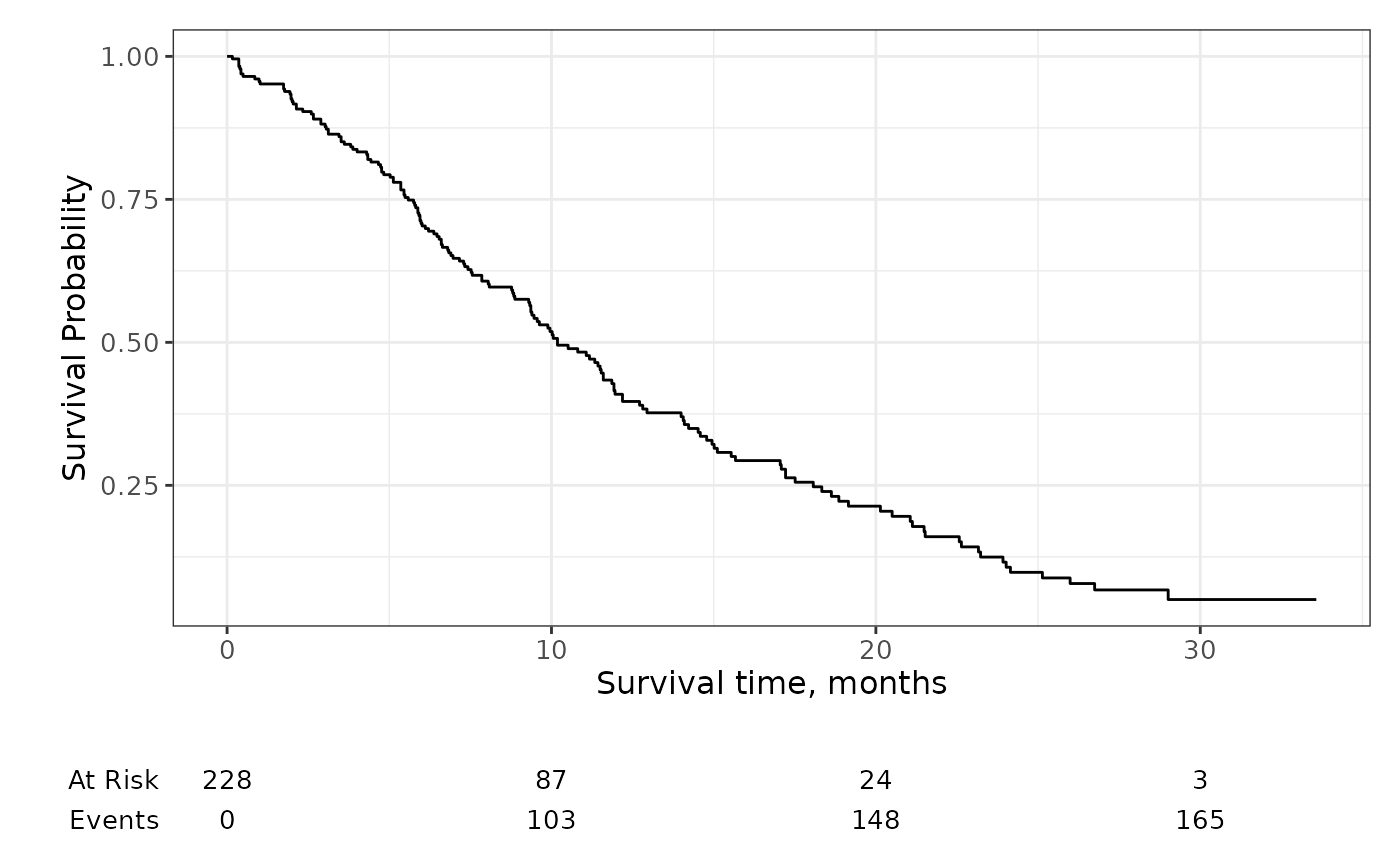 1.00
0.75
0.50
0.25
Survival Probability
0 10 20 30
Survival time, months
At Risk 228 87 24 3
Events 0 103 148 165